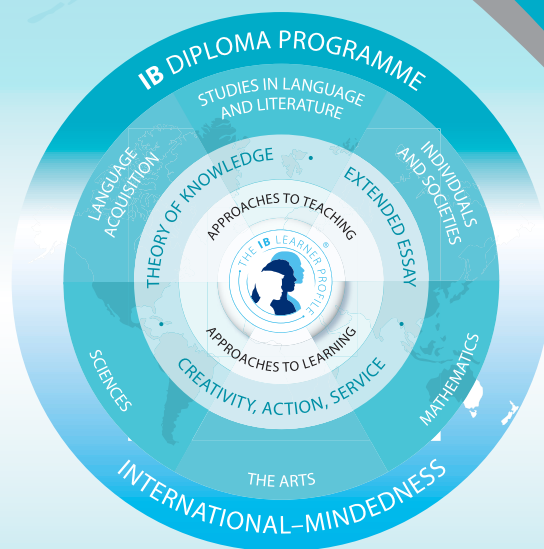 IB DIPLOMA PROGRAMME
STUDIES IN LANGUAGE
AND LITERATURE
LANGUAGE
ACQUISITION
INDIVIDUALS
AND SOCIETIES
THEORY OF KNOWLEDGE
•
EXTENDED ESSAY
APPROACHES TO TEACHING
THE IB LEARNER PROFILE
®
APPROACHES TO LEARNING
•
•
CREATIVITY, ACTION, SERVICE
SCIENCES
MATHEMATICS
THE ARTS
INTERNATIONAL–MINDEDNESS